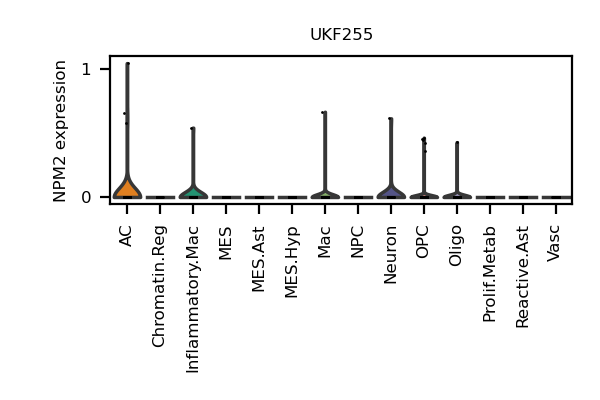 UKF255
NPM2 expression
1
0
AC
Chromatin.Reg
Inflammatory.Mac
MES
MES.Ast
MES.Hyp
Mac
NPC
Neuron
OPC
Oligo
Prolif.Metab
Reactive.Ast
Vasc